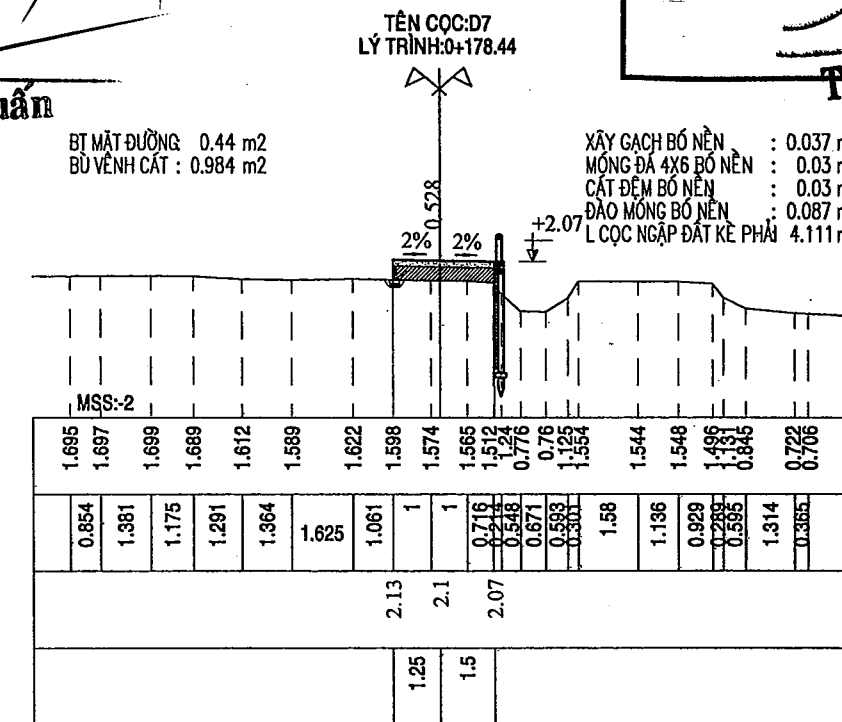 TÊN CỌC:D7
LÝ TRÌNH:0+178.44
uấn
T
BT MẶT ĐƯỜNG: 0.44 m2
BÙ VÊNH CÁT : 0.984 m2
XÂY GẠCH BÓ NỀN : 0.037
MÓNG ĐÁ 4X6 BÓ NỀN : 0.03
CÁT ĐỆM BÓ NỀN : 0.03
ĐÀO MÓNG BÓ NỀN : 0.087
L CỌC NGẬP ĐẤT KÈ PHẢI 4.111
0.528
+2.07
2% 2%
MSS:-2
1.695 1.697 1.699 1.689 1.612 1.589 1.622 1.598 1.574 1.565 1.512 1.24 0.776 0.76 1.125 1.554 1.544 1.548 1.496 1.131 0.845 0.722 0.706
0.854 1.381 1.175 1.291 1.364 1.625 1.061 1 1 0.716 0.214 0.548 0.671 0.593 0.301 1.58 1.136 0.929 0.289 0.595 1.314 0.365
2.13 2.1 2.07
1.25 1.5